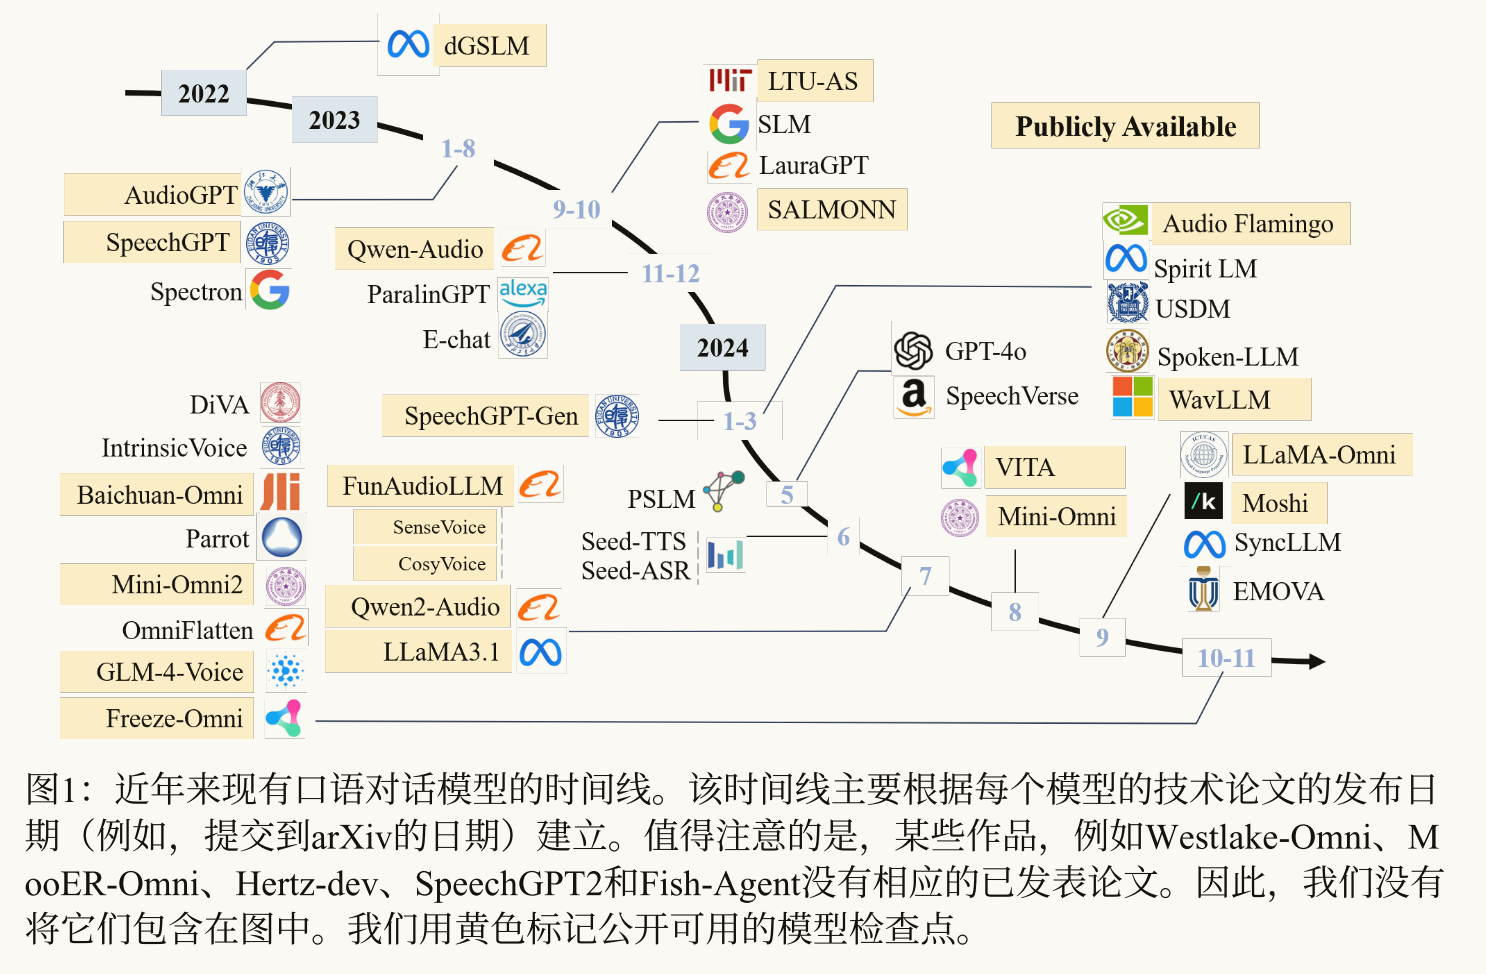 dGSLM
2022
2023
1-8
9-10
11-12
LTU-AS
SLM
LauraGPT
SALMONN
Publicly Available
AudioGPT
SpeechGPT
Spectron
Qwen-Audio
ParalinGPT
alexa
E-chat
2024
Audio Flamingo
Spirit LM
USDM
Spoken-LLM
WavLLM
GPT-4o
SpeechVerse
SpeechGPT-Gen
1-3
DiVA
IntrinsicVoice
Baichuan-Omni
Parrot
Mini-Omni2
OmniFlatten
GLM-4-Voice
Freeze-Omni
FunAudioLLM
SenseVoice
CosyVoice
Qwen2-Audio
LLaMA3.1
PSLM
Seed-TTS
Seed-ASR
5
6
7
VITA
Mini-Omni
8
LLaMA-Omni
Moshi
SyncLLM
EMOVA
9
10-11
图1：近年来现有口语对话模型的时间线。该时间线主要根据每个模型的技术论文的发布日
期（例如，提交到arXiv的日期）建立。值得注意的是，某些作品，例如Westlake-Omni、M
ooER-Omni、Hertz-dev、SpeechGPT2和Fish-Agent没有相应的已发表论文。因此，我们没有
将它们包含在图中。我们用黄色标记公开可用的模型检查点。